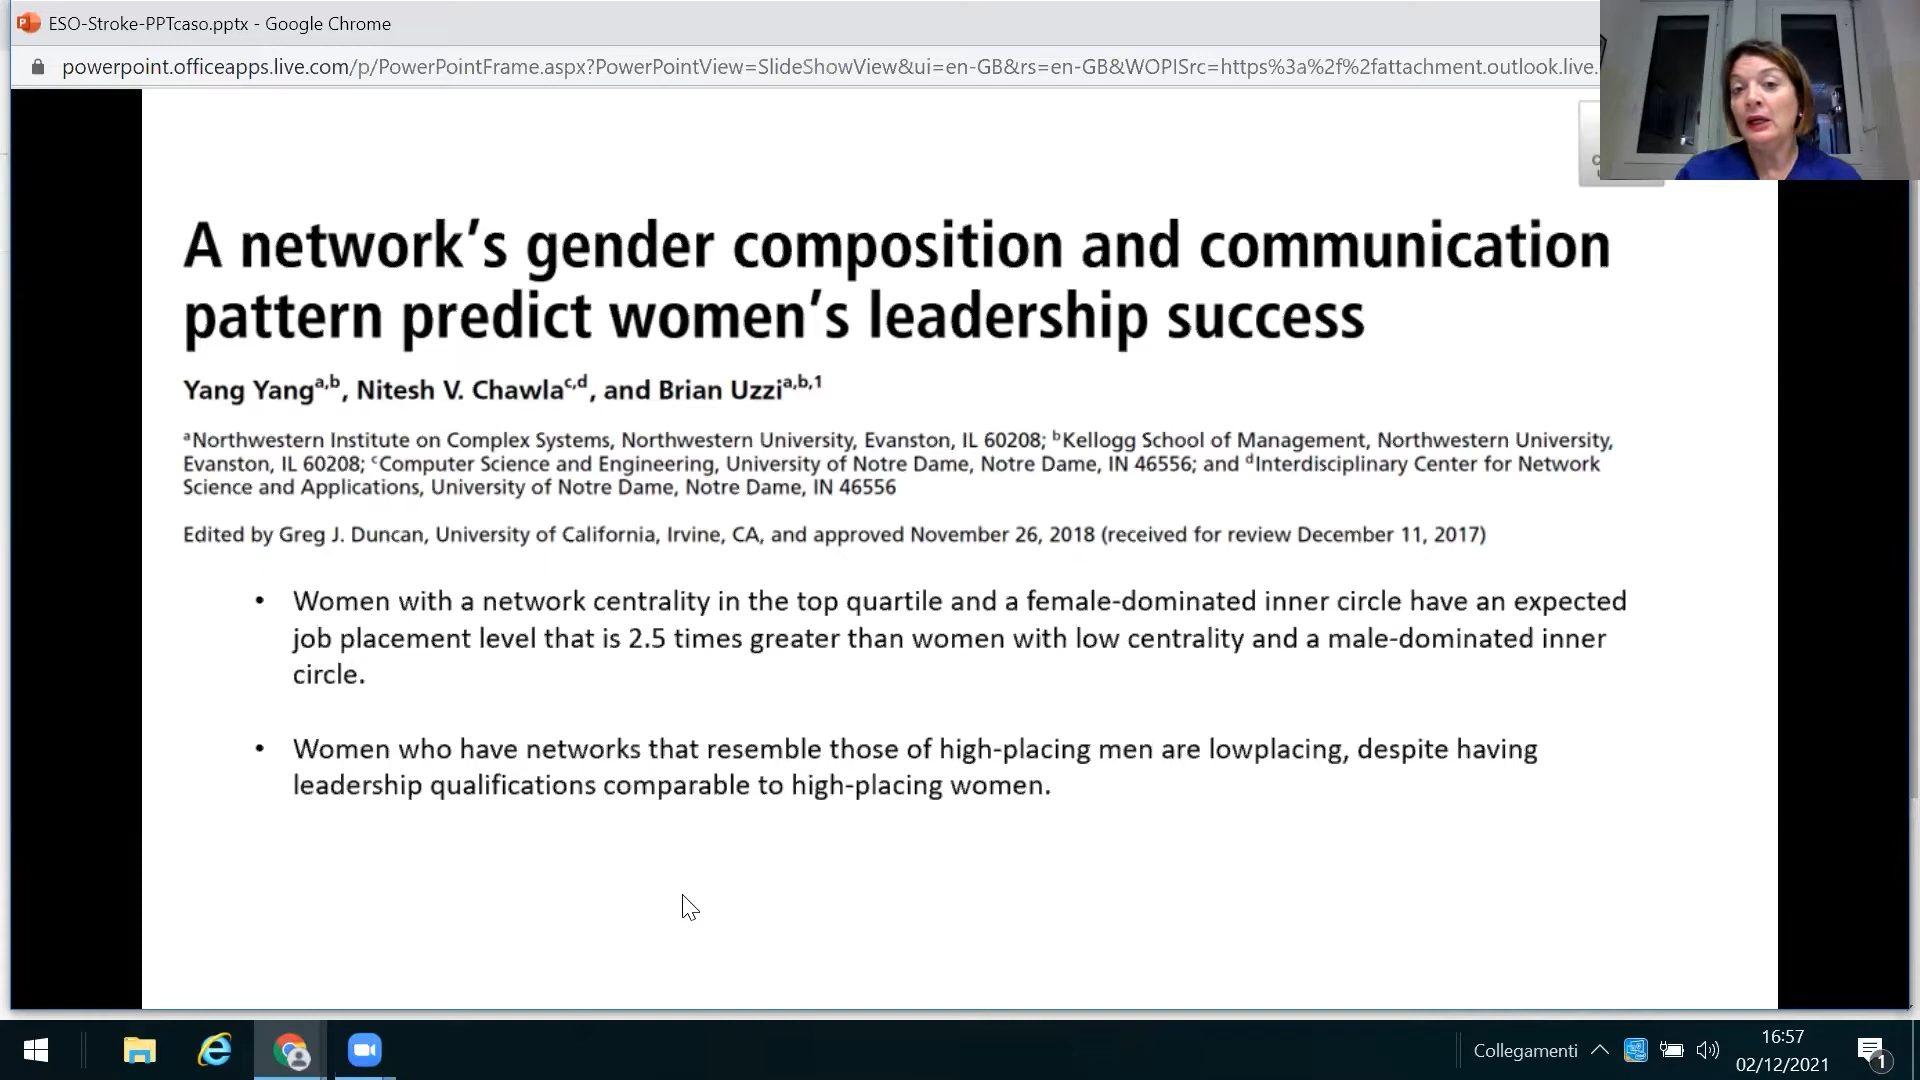 ESO-Stroke-PPTcaso.pptx - Google Chrome
powerpoint.officeapps.live.com/p/PowerPointFrame.aspx?PowerPointView=SlideShowView&ui=en-GB&rs=en-GB&WOPISrc=https%3a%2f%2fattachment.outlook.live.
A network's gender composition and communication
pattern predict women's leadership success
Yang Yangᵃ,ᵇ, Nitesh V. Chawlaᶜ,ᵈ, and Brian Uzziᵃ,ᵇ,¹
ᵃNorthwestern Institute on Complex Systems, Northwestern University, Evanston, IL 60208; ᵇKellogg School of Management, Northwestern University,
Evanston, IL 60208; ᶜComputer Science and Engineering, University of Notre Dame, Notre Dame, IN 46556; and ᵈInterdisciplinary Center for Network
Science and Applications, University of Notre Dame, Notre Dame, IN 46556
Edited by Greg J. Duncan, University of California, Irvine, CA, and approved November 26, 2018 (received for review December 11, 2017)
• Women with a network centrality in the top quartile and a female-dominated inner circle have an expected
job placement level that is 2.5 times greater than women with low centrality and a male-dominated inner
circle.
• Women who have networks that resemble those of high-placing men are lowplacing, despite having
leadership qualifications comparable to high-placing women.
Collegamenti
16:57
02/12/2021
1